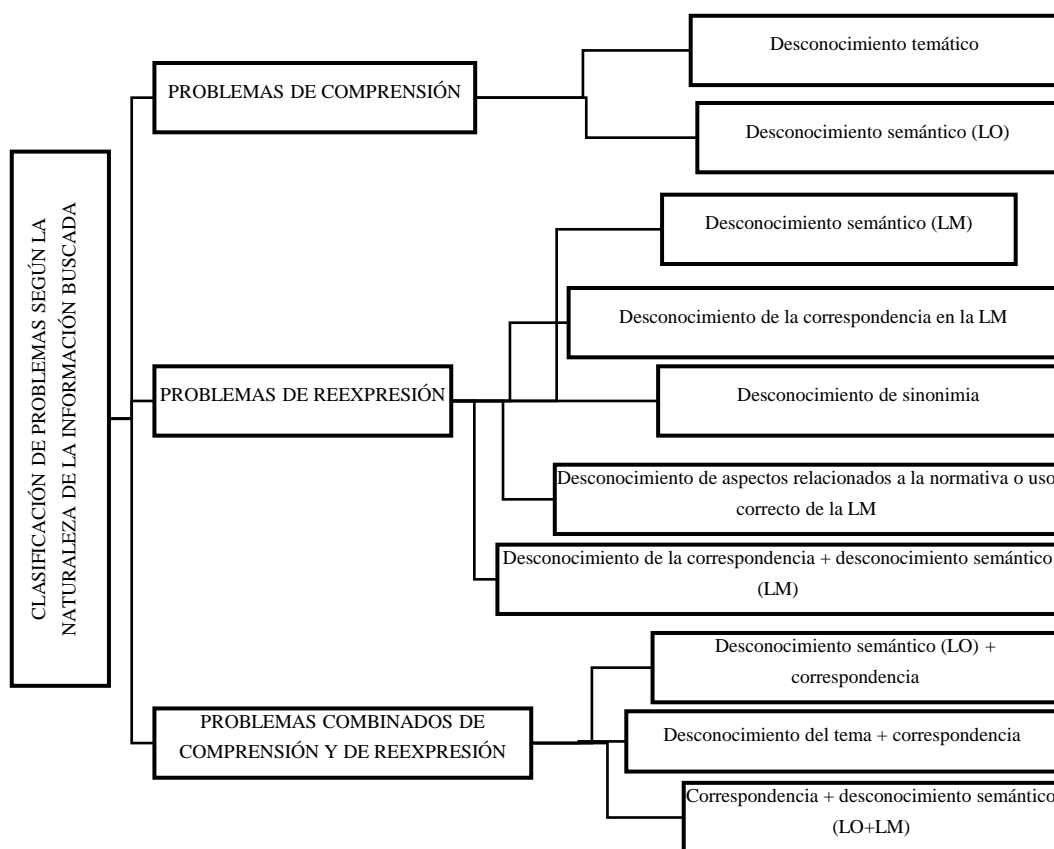 CLASIFICACIÓN DE PROBLEMAS SEGÚN LA
NATURALEZA DE LA INFORMACIÓN BUSCADA
PROBLEMAS DE COMPRENSIÓN
Desconocimiento temático
Desconocimiento semántico (LO)
PROBLEMAS DE REEXPRESIÓN
Desconocimiento semántico (LM)
Desconocimiento de la correspondencia en la LM
Desconocimiento de sinonimia
Desconocimiento de aspectos relacionados a la normativa o uso
correcto de la LM
Desconocimiento de la correspondencia + desconocimiento semántico
(LM)
PROBLEMAS COMBINADOS DE
COMPRENSIÓN Y DE REEXPRESIÓN
Desconocimiento semántico (LO) +
correspondencia
Desconocimiento del tema + correspondencia
Correspondencia + desconocimiento semántico
(LO+LM)